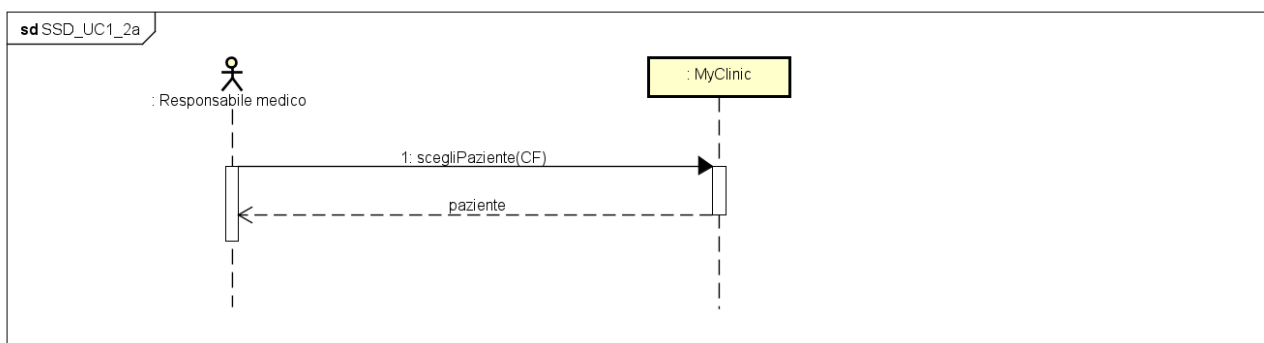 sd SSD_UC1_2a
: Responsabile medico
: MyClinic
1: scegliPaziente(CF)
paziente